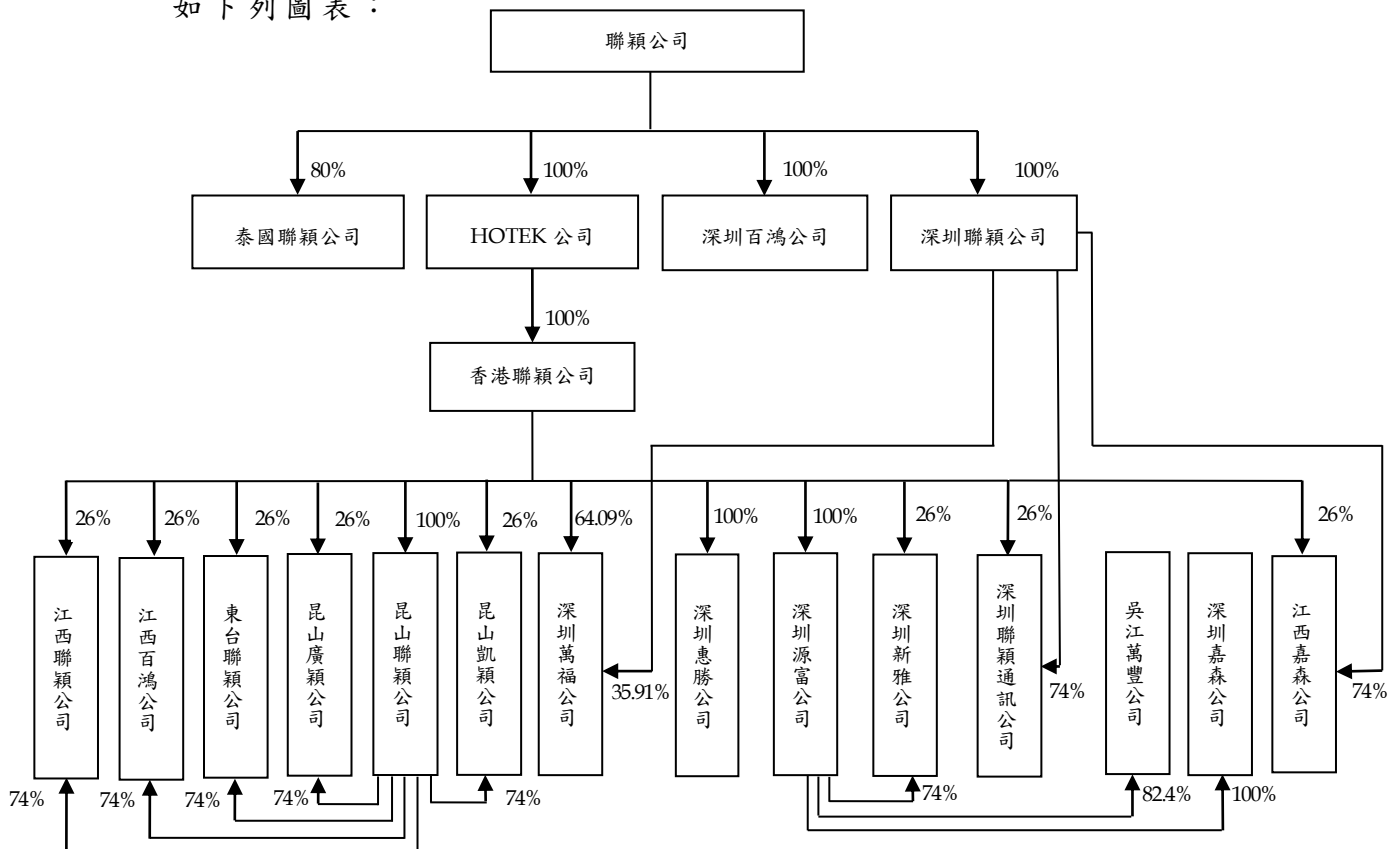 如下列圖表：
聯穎公司
80%
100%
100%
100%
泰國聯穎公司
HOTEK 公司
深圳百鴻公司
深圳聯穎公司
100%
香港聯穎公司
26%
26%
26%
26%
100%
26%
64.09%
100%
100%
26%
26%
26%
江西聯穎公司
江西百鴻公司
東台聯穎公司
昆山廣穎公司
昆山聯穎公司
昆山凱穎公司
深圳萬福公司
深圳惠勝公司
深圳源富公司
深圳新雅公司
深圳聯穎通訊公司
吳江萬豐公司
深圳嘉森公司
江西嘉森公司
35.91%
74%
74%
74%
74%
74%
74%
74%
74%
82.4%
100%